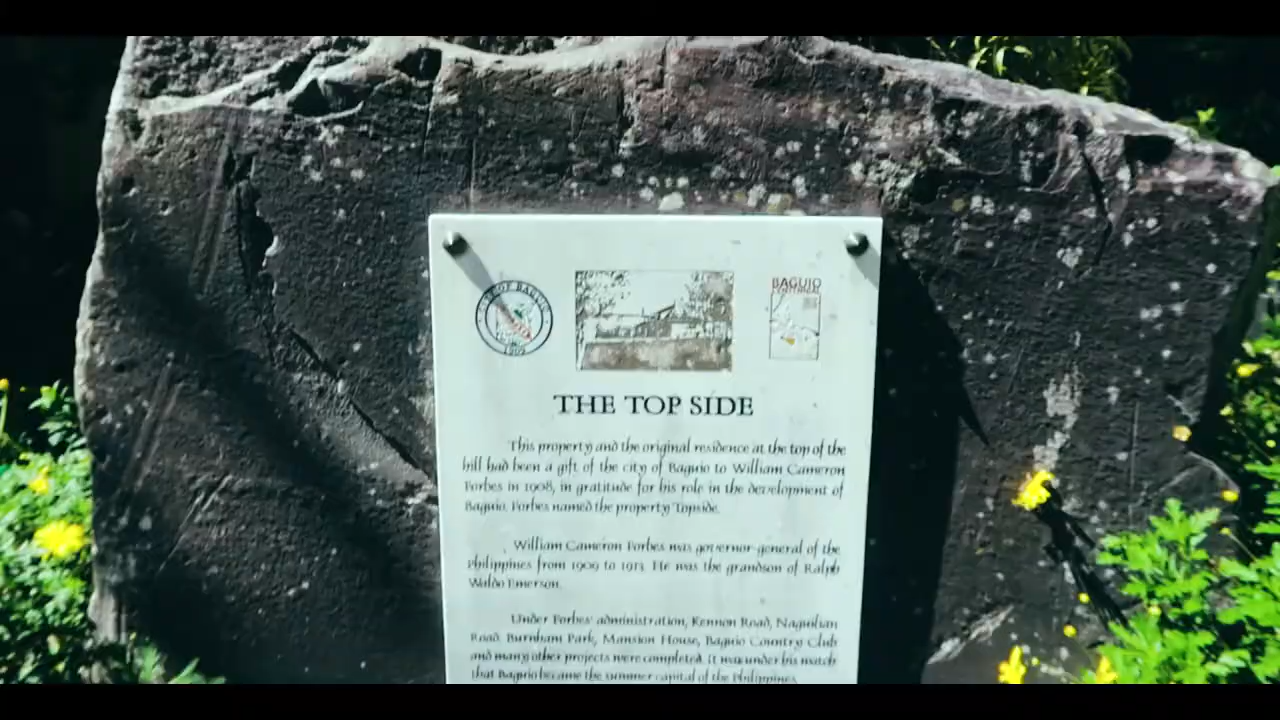 CITY OF BAGUIO
1909
BAGUIO
CENTENNIAL
THE TOP SIDE
This property and the original residence at the top of the
hill had been a gift of the city of Baguio to William Cameron
Forbes in 1908, in gratitude for his role in the development of
Baguio. Forbes named the property Topside.
William Cameron Forbes was governor-general of the
Philippines from 1909 to 1913. He was the grandson of Ralph
Waldo Emerson.
Under Forbes' administration, Kennon Road, Naguilian
Road, Burnham Park, Mansion House, Baguio Country Club
and many other projects were completed. It was under his watch
that Baguio became the summer capital of the Philippines.